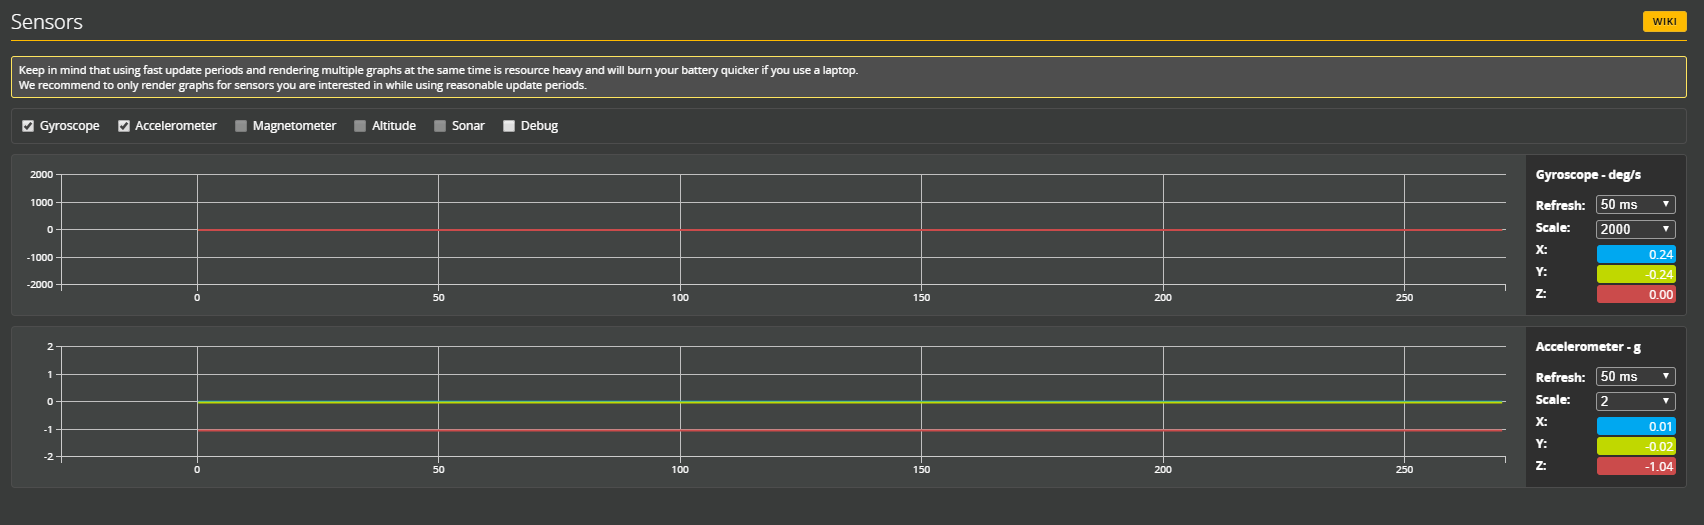 Sensors
WIKI
Keep in mind that using fast update periods and rendering multiple graphs at the same time is resource heavy and will burn your battery quicker if you use a laptop.
We recommend to only render graphs for sensors you are interested in while using reasonable update periods.
Gyroscope Accelerometer Magnetometer Altitude Sonar Debug
2000
1000
0
-1000
-2000
0 50 100 150 200 250
Gyroscope - deg/s
Refresh: 50 ms
Scale: 2000
X: 0.24
Y: -0.24
Z: 0.00
2
1
0
-1
-2
0 50 100 150 200 250
Accelerometer - g
Refresh: 50 ms
Scale: 2
X: 0.01
Y: -0.02
Z: -1.04